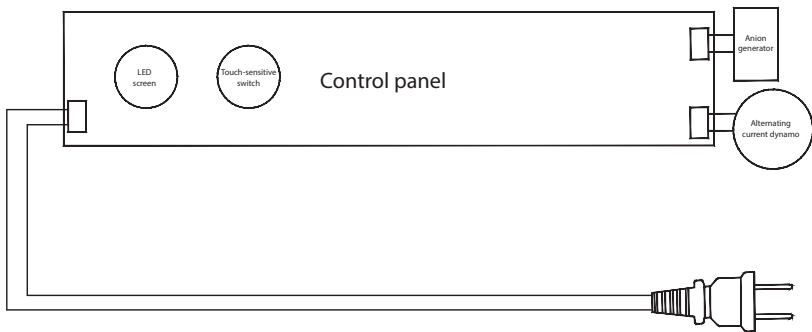 LED
screen
Touch-sensitive
switch
Control panel
Anion
generator
Alternating
current dynamo